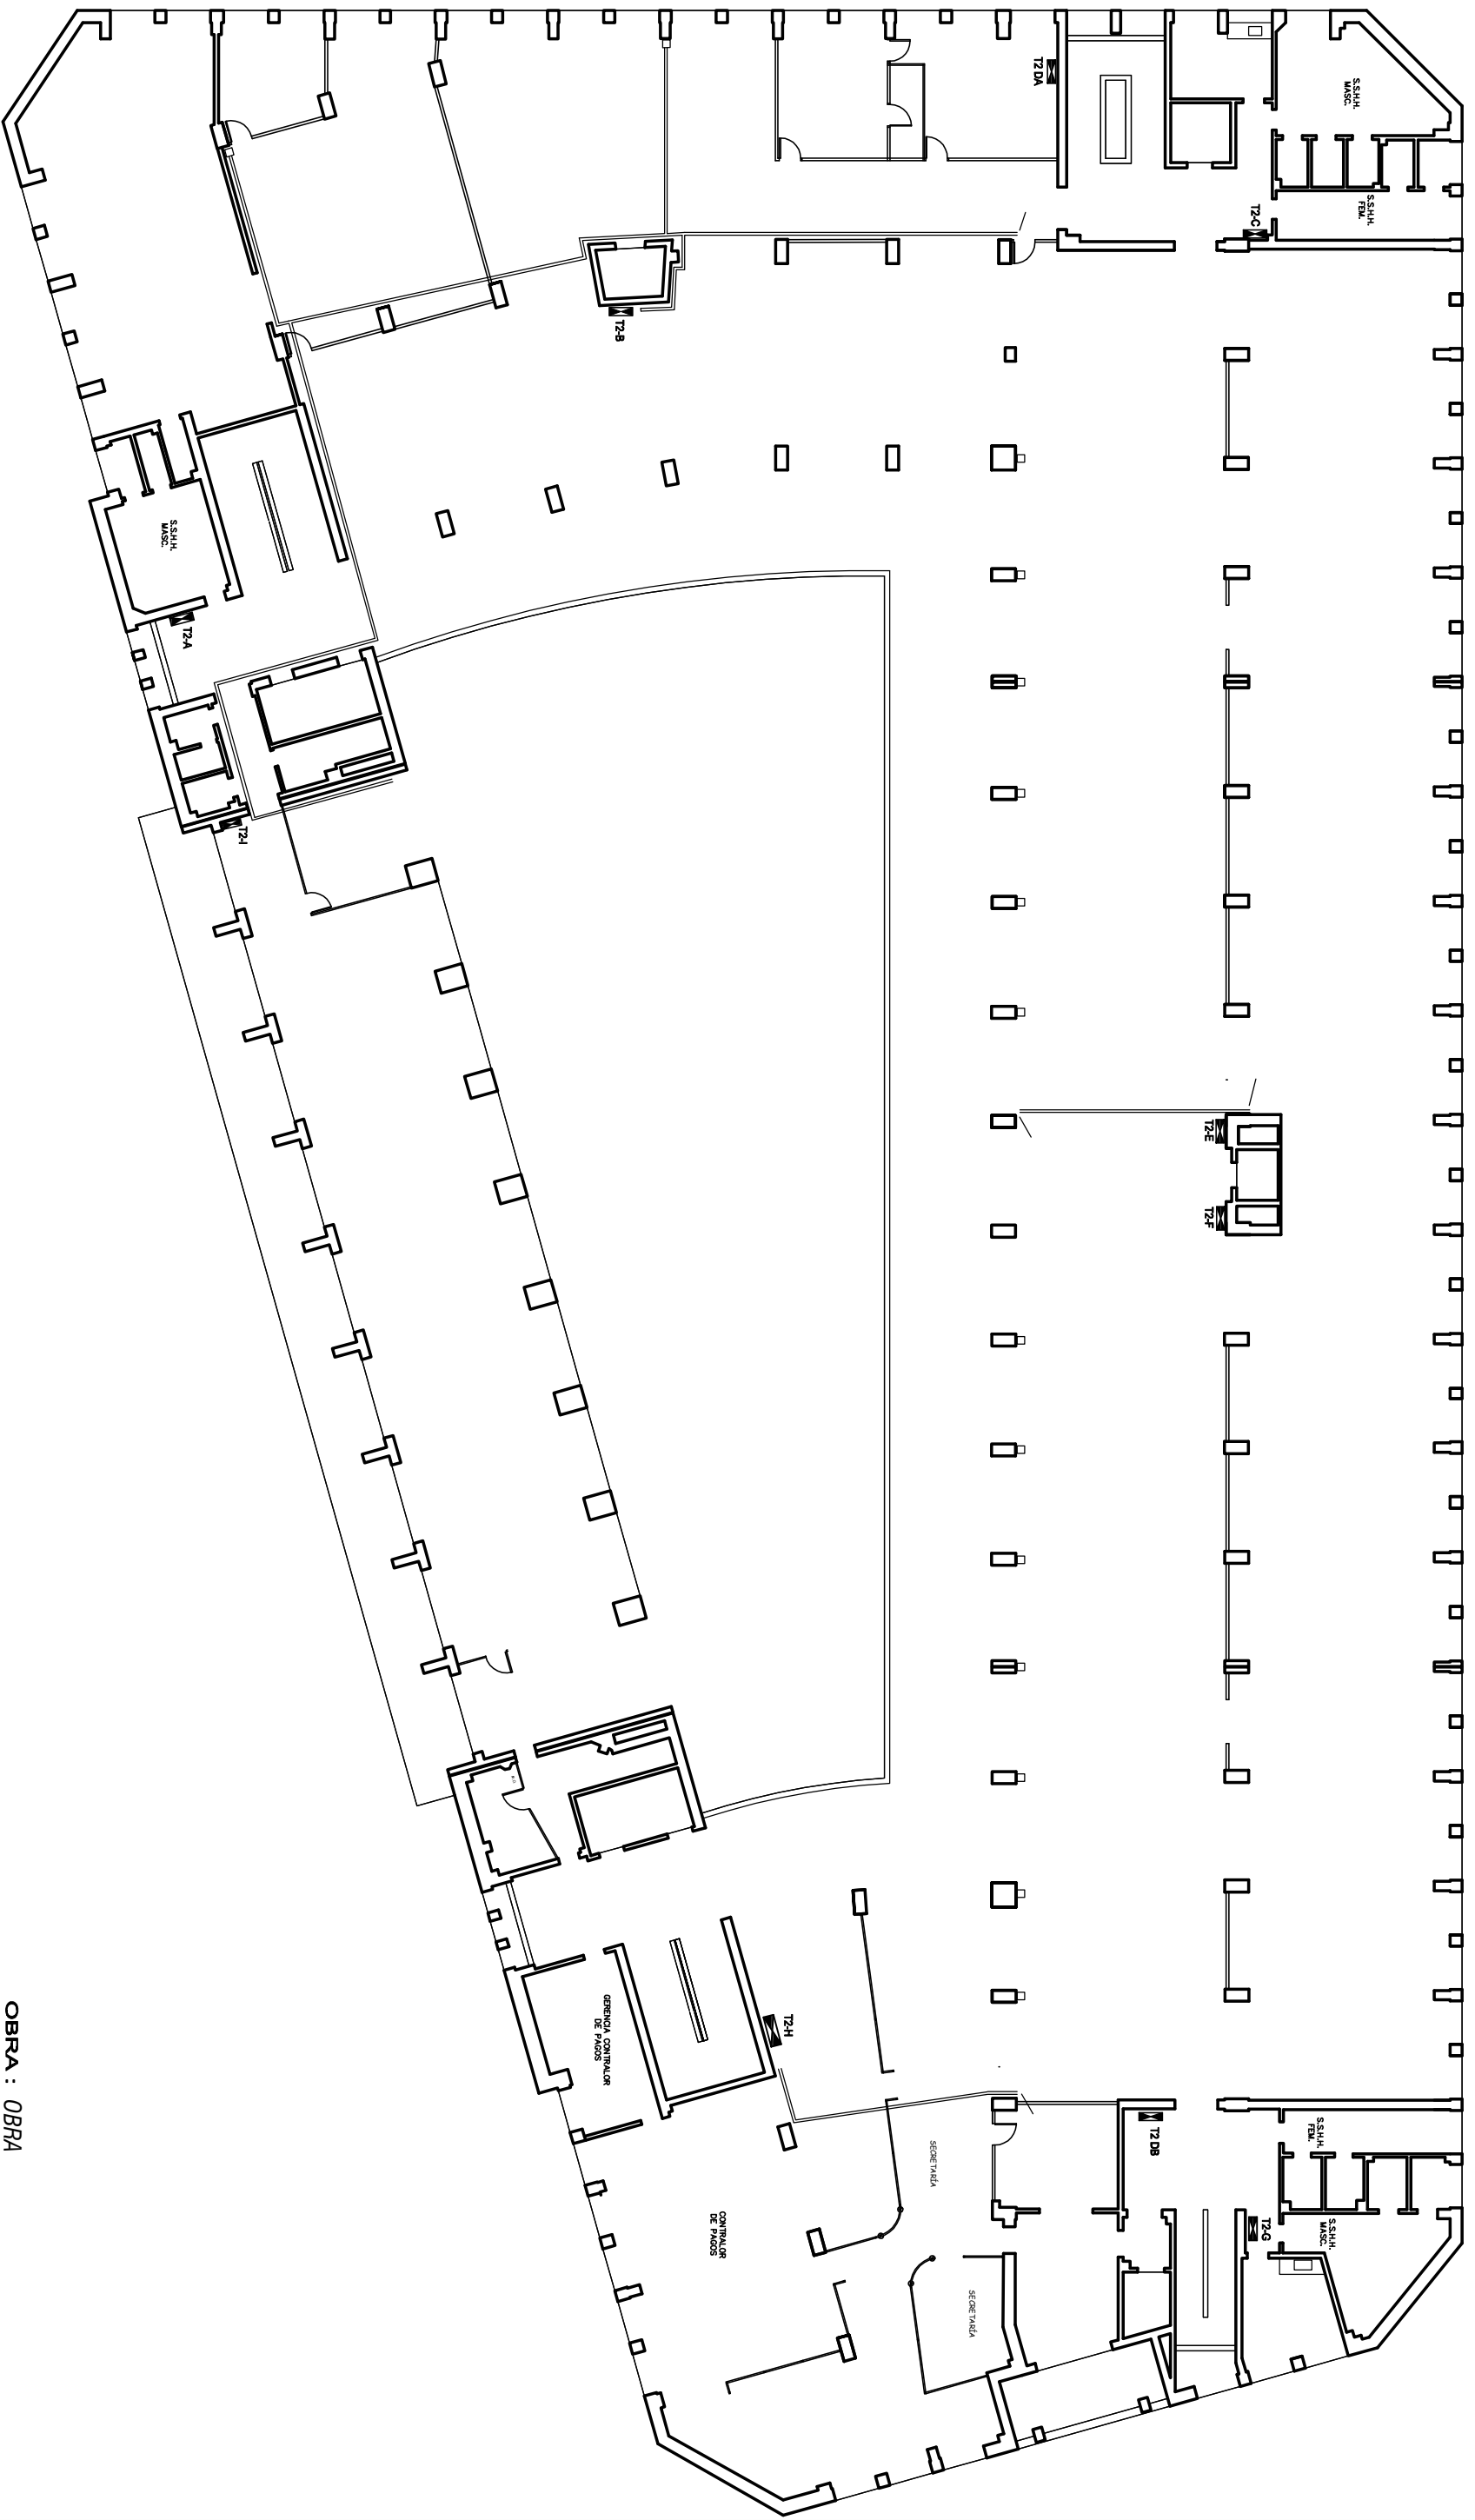 S.S.H.H.
MASC.
T2 DA
S.S.H.H.
FEM.
T2-C
T2-B
S.S.H.H.
MASC.
T2-A
T2-I
T2-E
T2-F
GERENCIA CONTRALOR
DE PAGOS
T2-H
S.S.H.H.
FEM.
T2 DB
SECRETARÍA
S.S.H.H.
MASC.
T2-G
CONTRALOR
DE PAGOS
SECRETARÍA
OBRA : OBRA